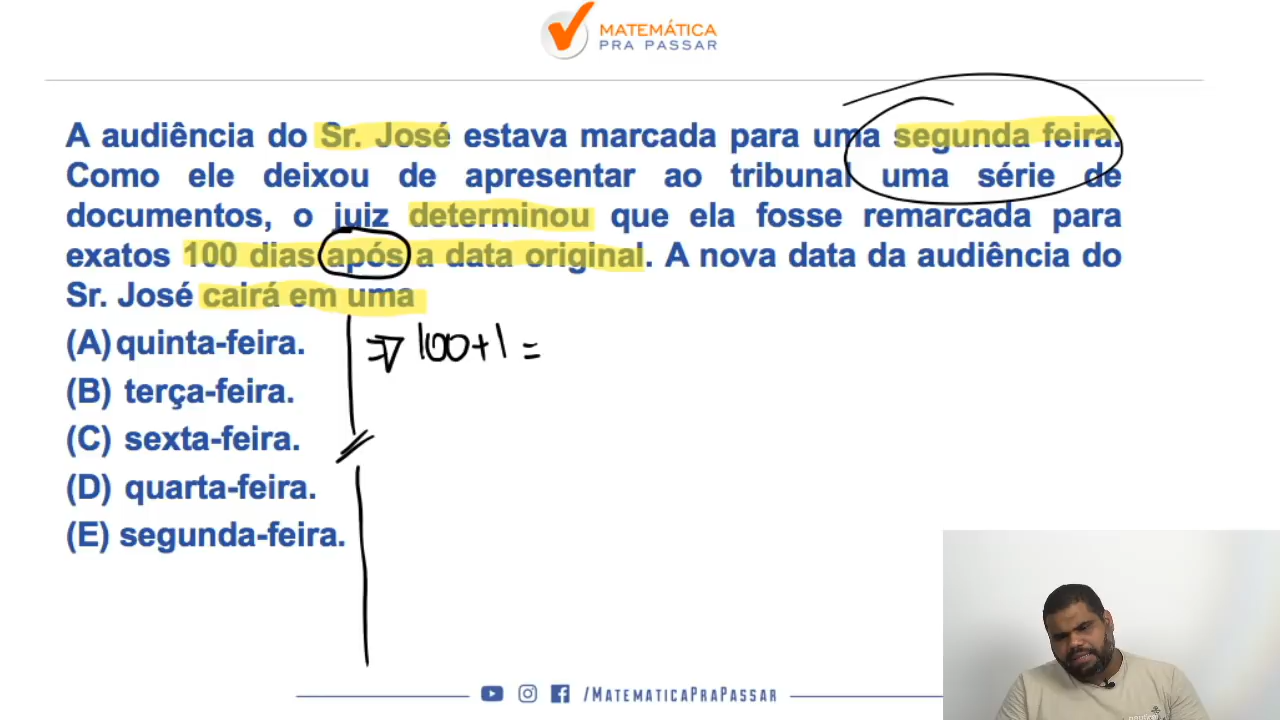 MATEMÁTICA
PRA PASSAR
A audiência do Sr. José estava marcada para uma segunda feira.
Como ele deixou de apresentar ao tribunal uma série de
documentos, o juiz determinou que ela fosse remarcada para
exatos 100 dias após a data original. A nova data da audiência do
Sr. José cairá em uma
(A) quinta-feira.
⇒ 100+1 =
(B) terça-feira.
(C) sexta-feira.
(D) quarta-feira.
(E) segunda-feira.
/MATEMATICAPRAPASSAR